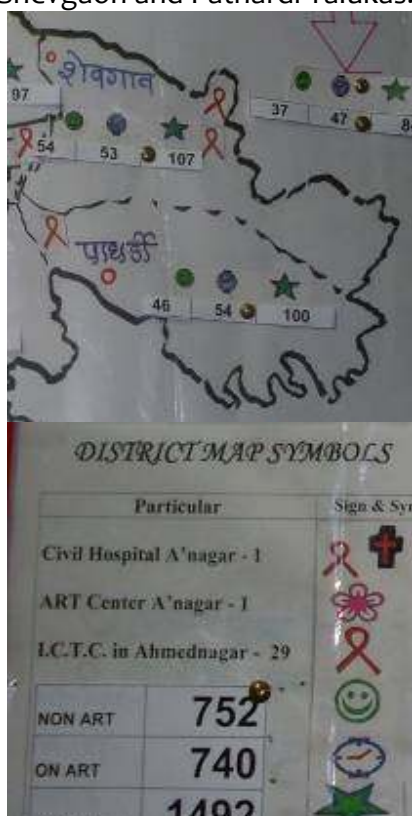 Shevgaon and Pathardi Talukas.
97
शेवगाव
54 53 107
37 47
पाथर्डी
46 54 100
DISTRICT MAP SYMBOLS
Particular Sign &
Civil Hospital A'nagar - 1
ART Center A'nagar - 1
I.C.T.C. in Ahmednagar - 29
NON ART 752
ON ART 740
1492